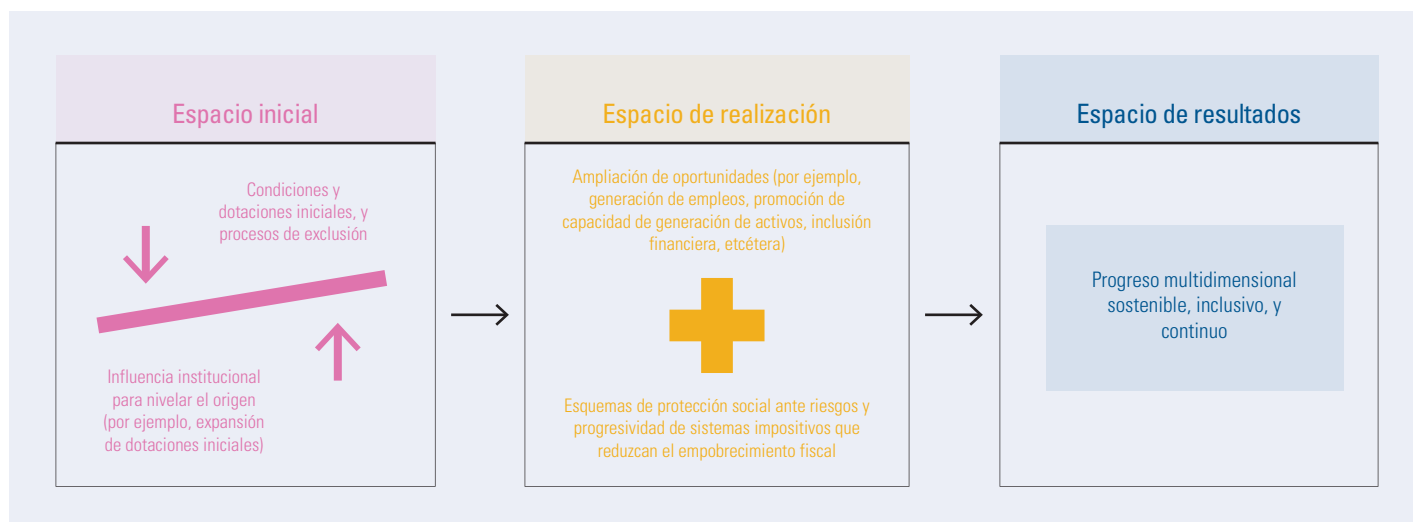 Espacio inicial
Condiciones y
dotaciones iniciales, y
procesos de exclusión
Influencia institucional
para nivelar el origen
(por ejemplo, expansión
de dotaciones iniciales)
Espacio de realización
Ampliación de oportunidades (por ejemplo,
generación de empleos, promoción de
capacidad de generación de activos, inclusión
financiera, etcétera)
Esquemas de protección social ante riesgos y
progresividad de sistemas impositivos que
reduzcan el empobrecimiento fiscal
Espacio de resultados
Progreso multidimensional
sostenible, inclusivo, y
continuo